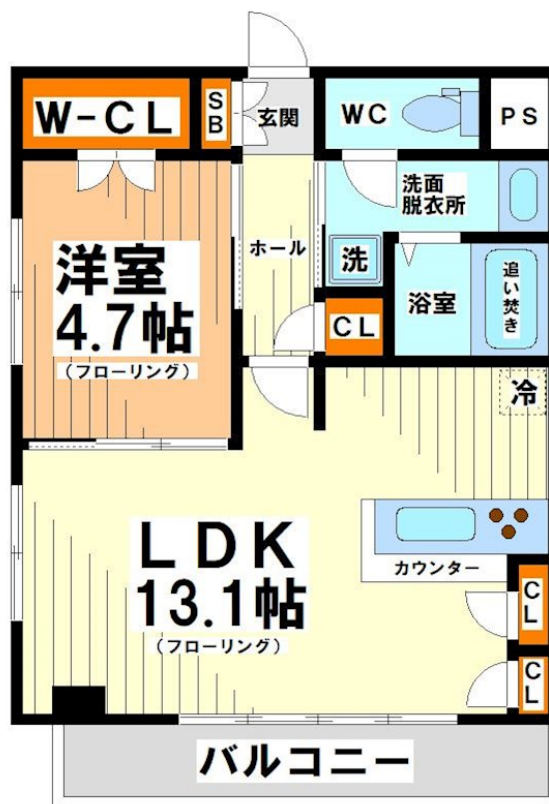 W-CL
SB
玄関
WC
PS
洗面
脱衣所
ホール
洗
浴室
追い焚き
洋室
4.7帖
(フローリング)
CL
冷
LDK
13.1帖
(フローリング)
カウンター
CL
CL
バルコニー